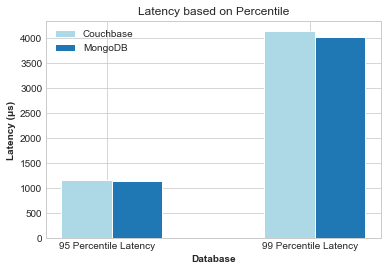 Latency based on Percentile
Couchbase
MongoDB
4000
3500
3000
2500
2000
1500
1000
500
0
Latency (μs)
95 Percentile Latency
99 Percentile Latency
Database